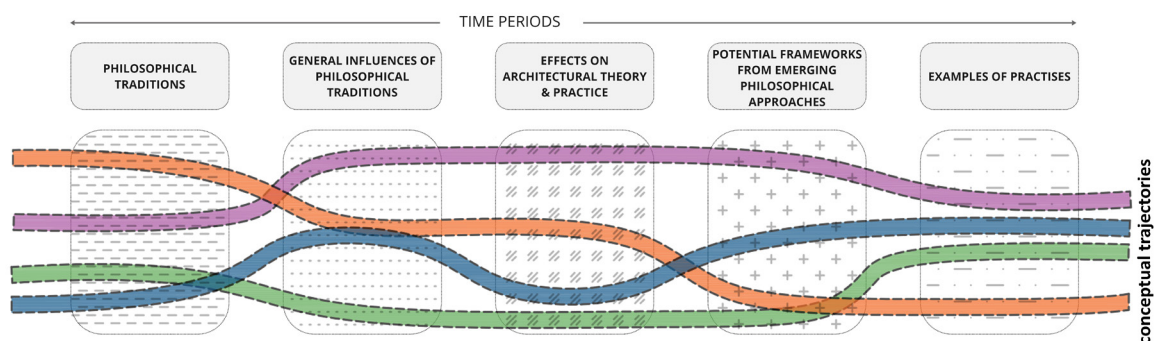 TIME PERIODS
PHILOSOPHICAL
TRADITIONS
GENERAL INFLUENCES OF
PHILOSOPHICAL
TRADITIONS
EFFECTS ON
ARCHITECTURAL THEORY
& PRACTICE
POTENTIAL FRAMEWORKS
FROM EMERGING
PHILOSOPHICAL
APPROACHES
EXAMPLES OF PRACTISES
conceptual trajectories